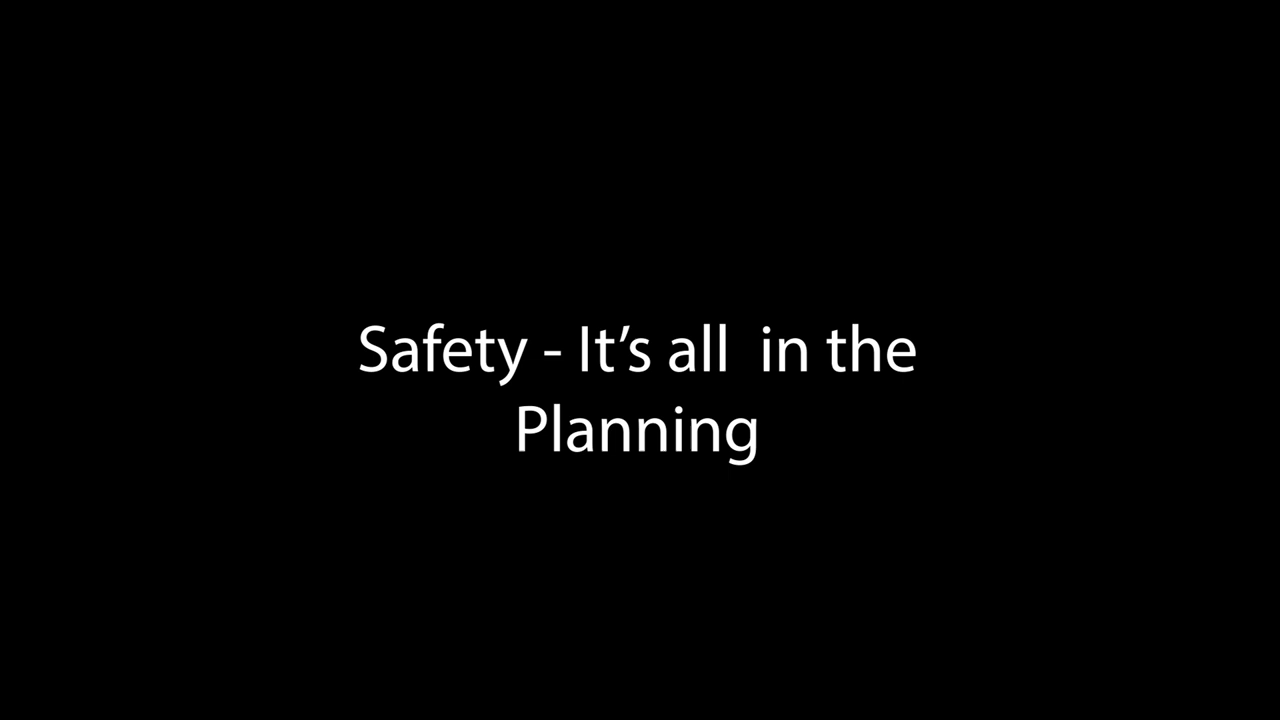 Safety - It’s all  in the
Planning